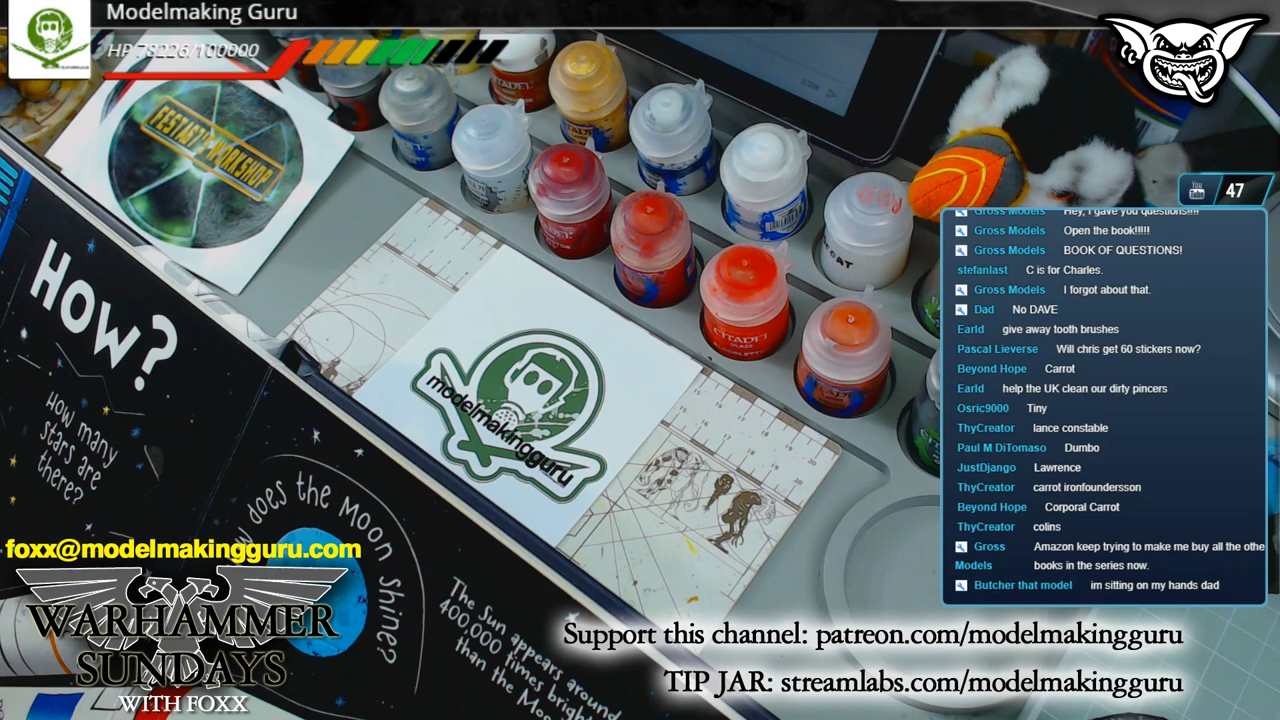 Modelmaking Guru
HP 78226/100000
FESTART'S WORKSHOP
CITADEL
HOW?
HOW many
stars are
there?
does the Moon Shine?
The Sun appears around
400,000 times
than the
modelmakingguru
CITADEL
foxx@modelmakingguru.com
WARHAMMER
SUNDAYS
WITH FOXX
You
Tube
47
Gross Models Hey, I gave you questions!!!!
Gross Models Open the book!!!!!
Gross Models BOOK OF QUESTIONS!
stefanlast C is for Charles.
Gross Models I forgot about that.
Dad No DAVE
Earld give away tooth brushes
Pascal Lieverse Will chris get 60 stickers now?
Beyond Hope Carrot
Earld help the UK clean our dirty pincers
Osric9000 Tiny
ThyCreator lance constable
Paul M DiTomaso Dumbo
JustDjango Lawrence
ThyCreator carrot ironfoundersson
Beyond Hope Corporal Carrot
ThyCreator colins
Gross Models Amazon keep trying to make me buy all the othe
books in the series now.
Butcher that model im sitting on my hands dad
Support this channel: patreon.com/modelmakingguru
TIP JAR: streamlabs.com/modelmakingguru